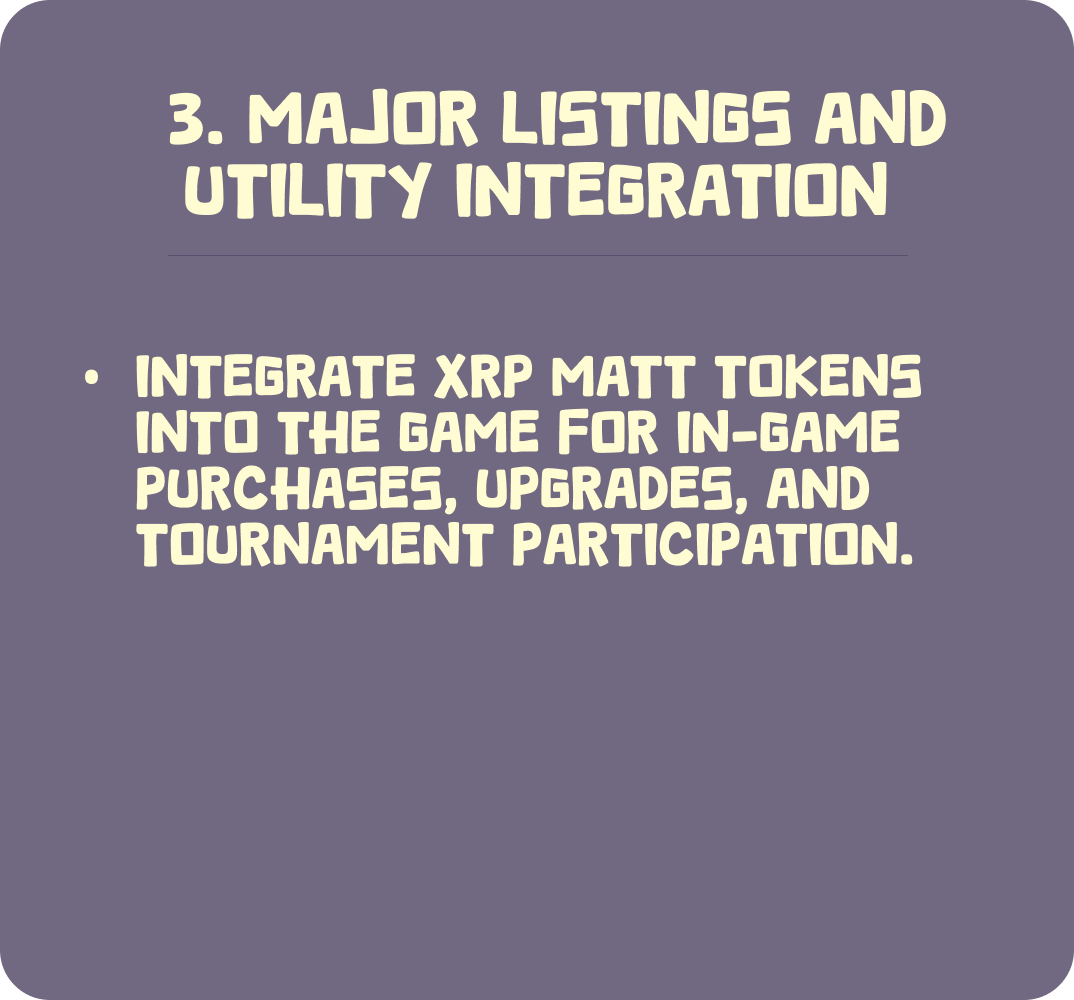 3. MAJOR LISTINGS AND
UTILITY INTEGRATION
• INTEGRATE XRP MATT TOKENS
INTO THE GAME FOR IN-GAME
PURCHASES, UPGRADES, AND
TOURNAMENT PARTICIPATION.